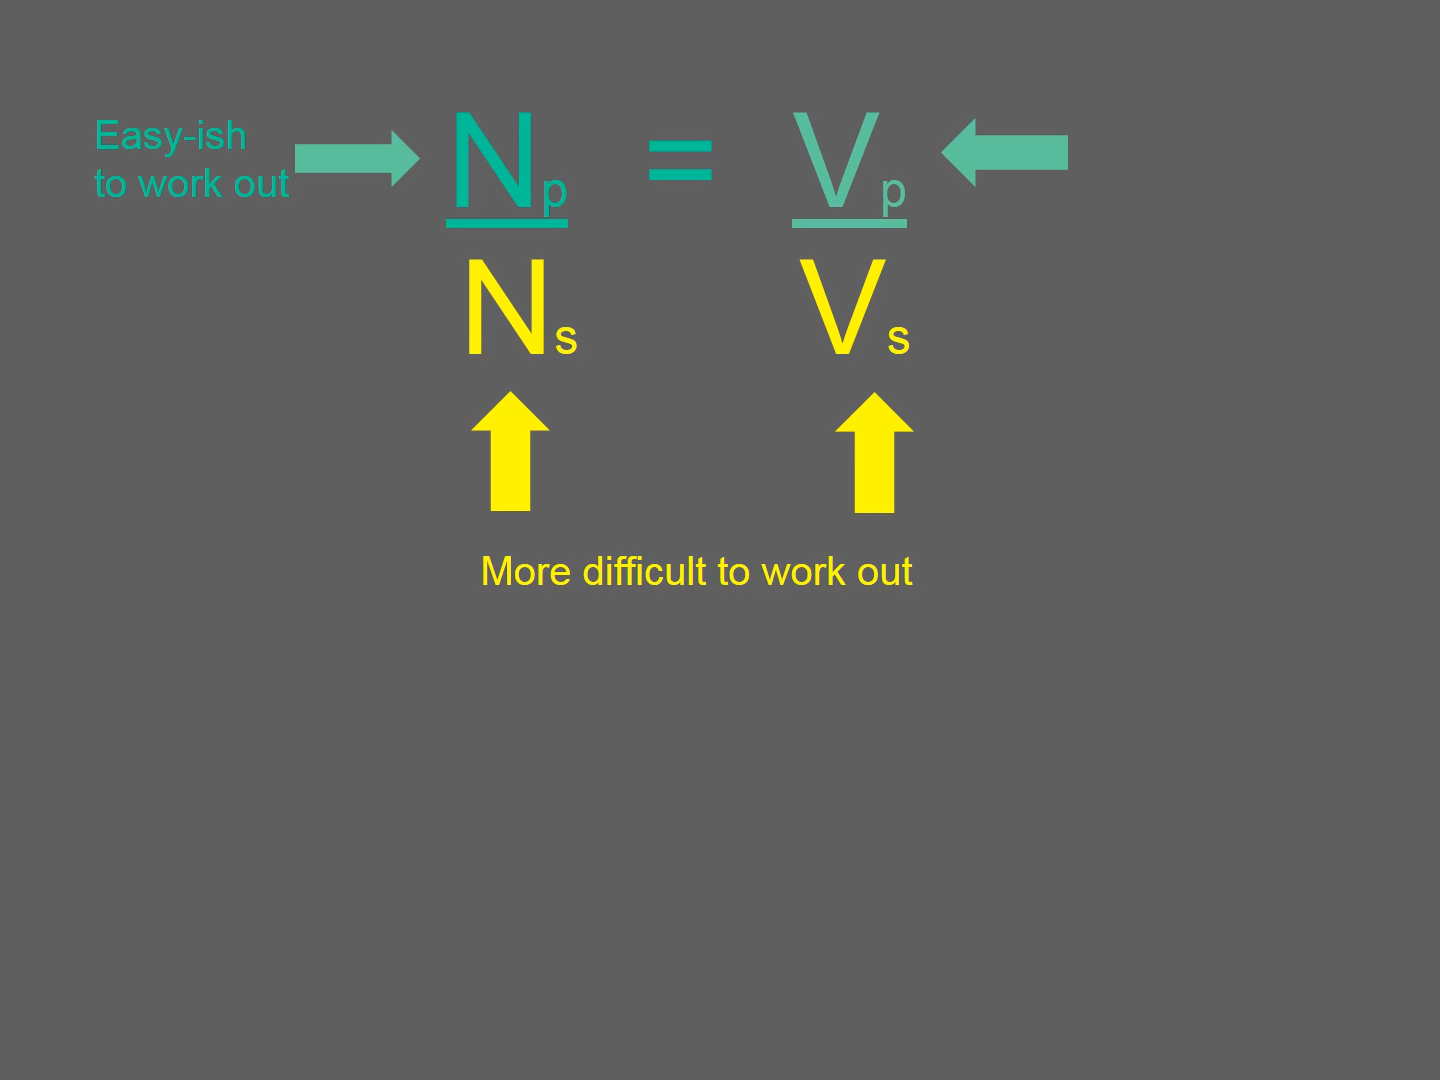 Easy-ish
to work out
Np = Vp
Ns Vs
More difficult to work out